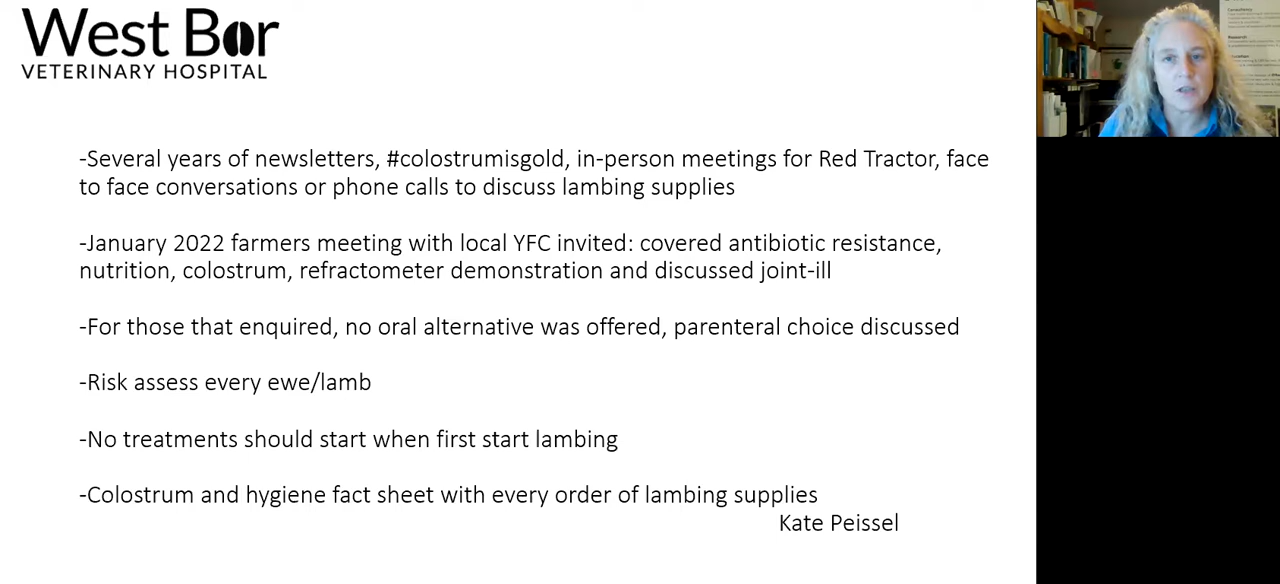 West Bar
VETERINARY HOSPITAL
-Several years of newsletters, #colostrumisgold, in-person meetings for Red Tractor, face
to face conversations or phone calls to discuss lambing supplies
-January 2022 farmers meeting with local YFC invited: covered antibiotic resistance,
nutrition, colostrum, refractometer demonstration and discussed joint-ill
-For those that enquired, no oral alternative was offered, parenteral choice discussed
-Risk assess every ewe/lamb
-No treatments should start when first start lambing
-Colostrum and hygiene fact sheet with every order of lambing supplies
Kate Peissel